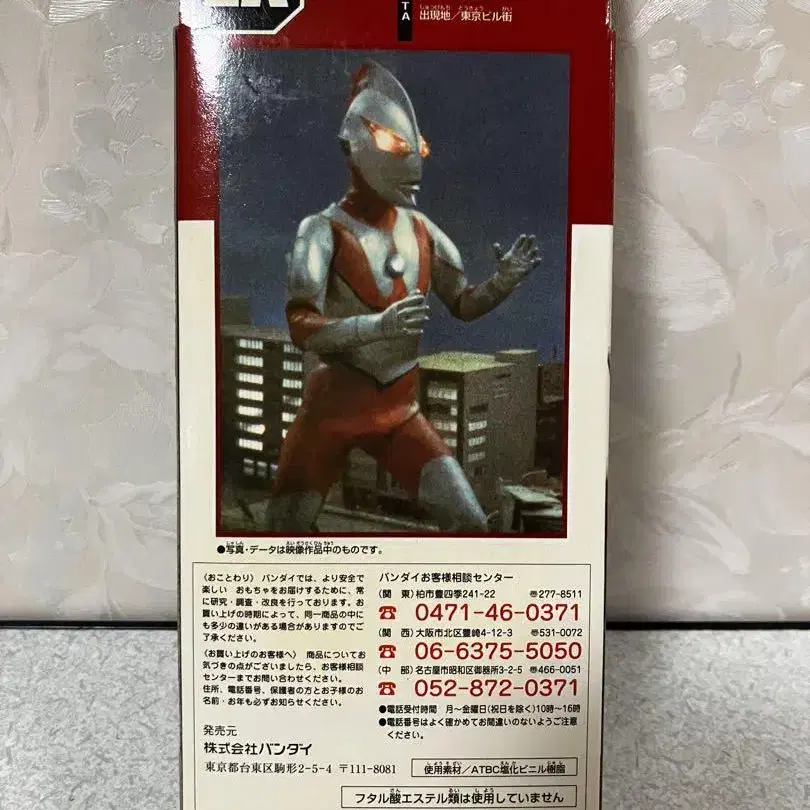 TA 出現地／東京ビル街
●写真・データは映像作品中のものです。
〈おことわり〉 バンダイでは、より安全で
楽しい おもちゃをお届けするために、常
に研究・調査・改良を行っております。お
買い上げの時期によって、同一商品の中に
も多少の違いがある場合がありますのでご
了承ください。
〈お買い上げのお客様へ〉 商品についてお
気づきの点がございましたら、お客様相談
センターまでお問い合わせください。
住所、電話番号、保護者の方とお子様のお
名前・お年も必ずお知らせください。
発売元
株式会社バンダイ
東京都台東区駒形2-5-4 〒111-8081
バンダイお客様相談センター
(関 東)柏市豊四季241-22 〒277-8511
☎ 0471-46-0371
(関 西)大阪市北区豊崎4-12-3 〒531-0072
☎ 06-6375-5050
(中 部)名古屋市昭和区御器所3-2-5 〒466-0051
☎ 052-872-0371
●電話受付時間 月〜金曜日(祝日を除く)10時〜16時
●電話番号はよく確かめてお間違いのないようご注意
ください。
使用素材／ATBC塩化ビニル樹脂
フタル酸エステル類は使用していません